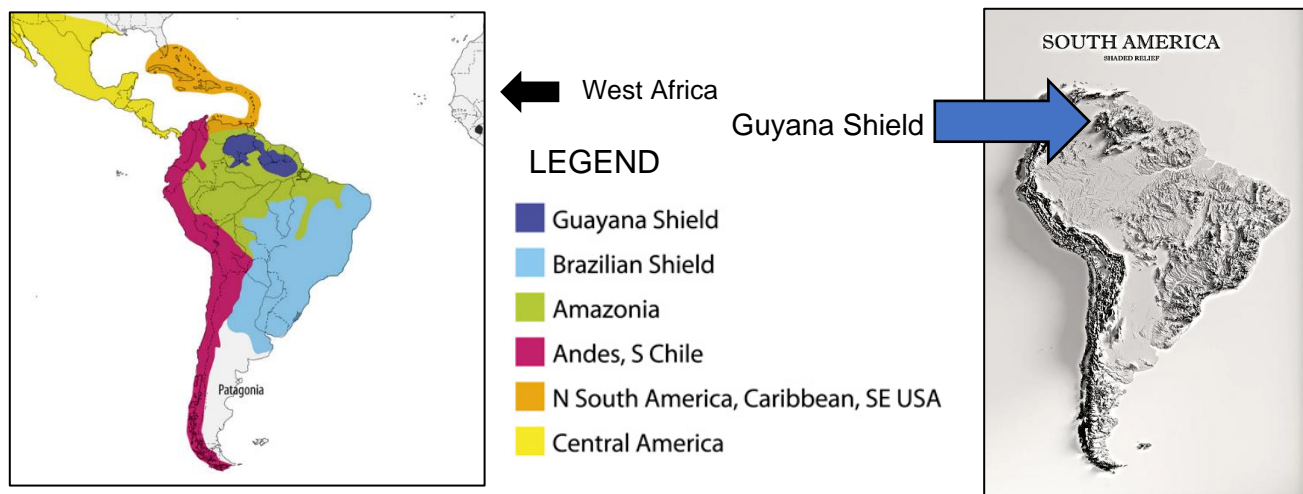 Patagonia
West Africa
Guyana Shield
LEGEND
Guayana Shield
Brazilian Shield
Amazonia
Andes, S Chile
N South America, Caribbean, SE USA
Central America
SOUTH AMERICA
SHADED RELIEF